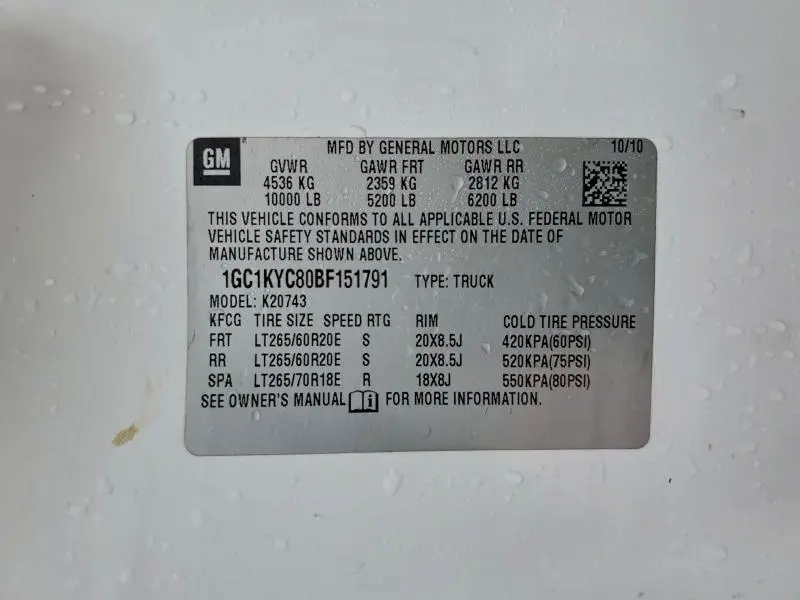 GM
MFD BY GENERAL MOTORS LLC 10/10
GVWR GAWR FRT GAWR RR
4536 KG 2359 KG 2812 KG
10000 LB 5200 LB 6200 LB
THIS VEHICLE CONFORMS TO ALL APPLICABLE U.S. FEDERAL MOTOR
VEHICLE SAFETY STANDARDS IN EFFECT ON THE DATE OF
MANUFACTURE SHOWN ABOVE.
1GC1KYC80BF151791 TYPE: TRUCK
MODEL: K20743
KFCG TIRE SIZE SPEED RTG RIM COLD TIRE PRESSURE
FRT LT265/60R20E S 20X8.5J 420KPA(60PSI)
RR LT265/60R20E S 20X8.5J 520KPA(75PSI)
SPA LT265/70R18E R 18X8J 550KPA(80PSI)
SEE OWNER'S MANUAL i FOR MORE INFORMATION.